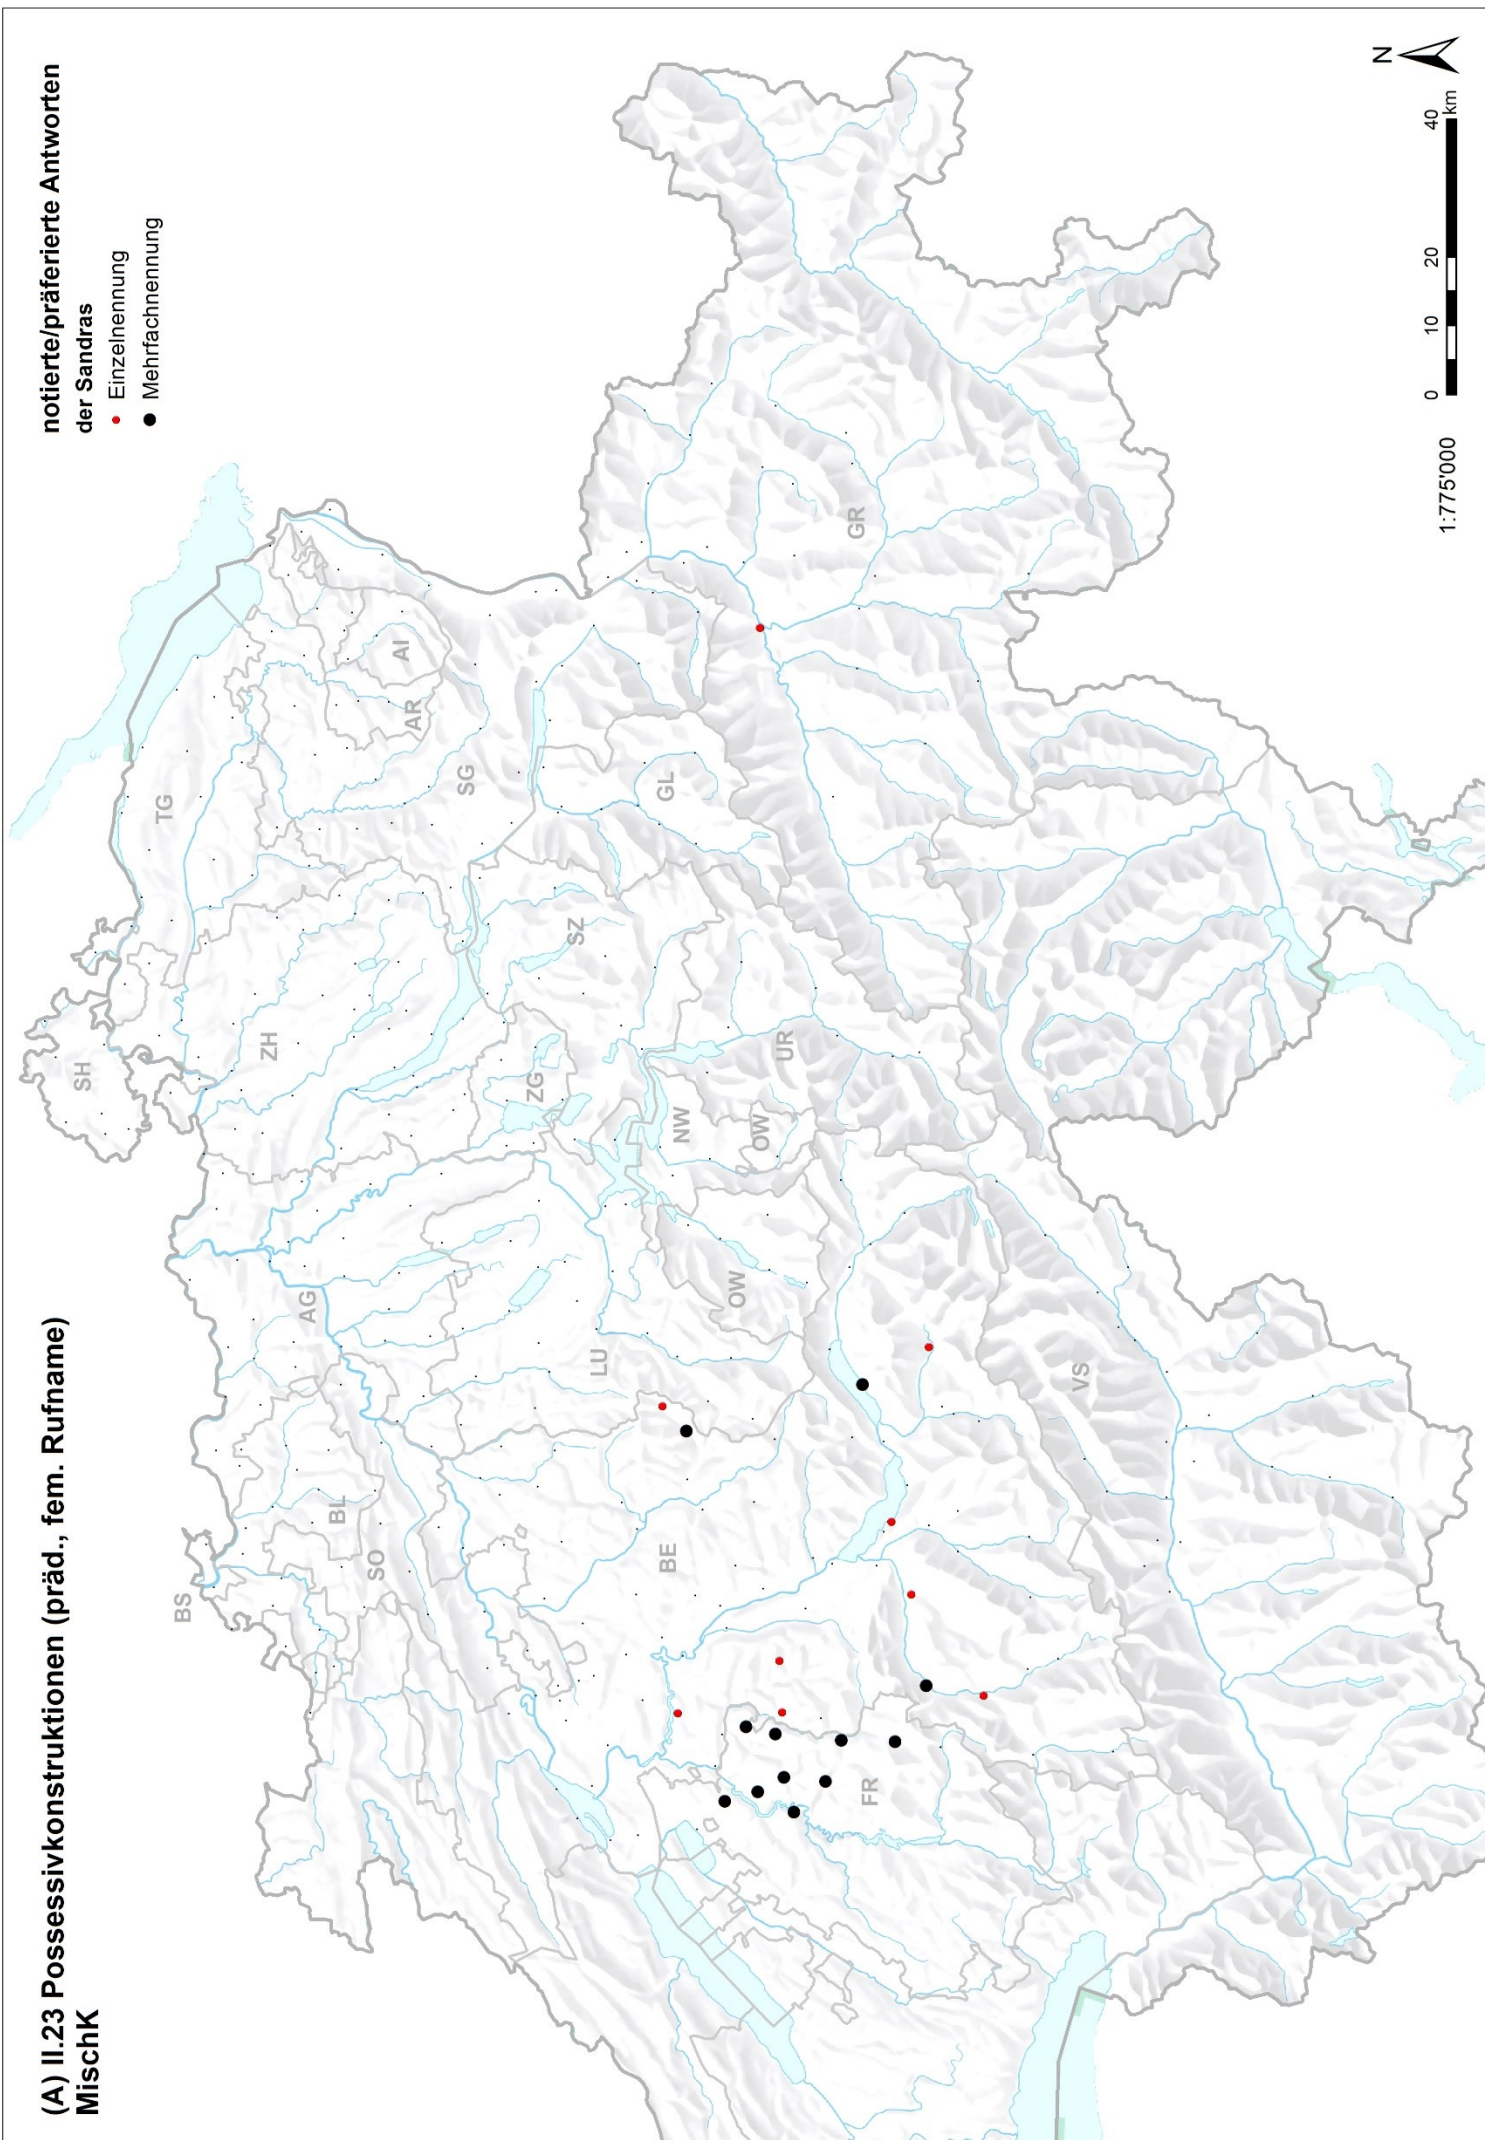 (A) II.23 Possessivkonstruktionen (präd., fem. Rufname)
MischK
notierte/präferierte Antworten
der Sandras
Einzelnennung
Mehrfachnennung
BS
SH
TG
BL
AG
ZH
SO
AR
AI
SG
LU
ZG
SZ
BE
OW
NW
OW
UR
GL
FR
GR
VS
N
0 10 20 40
km
1:775'000